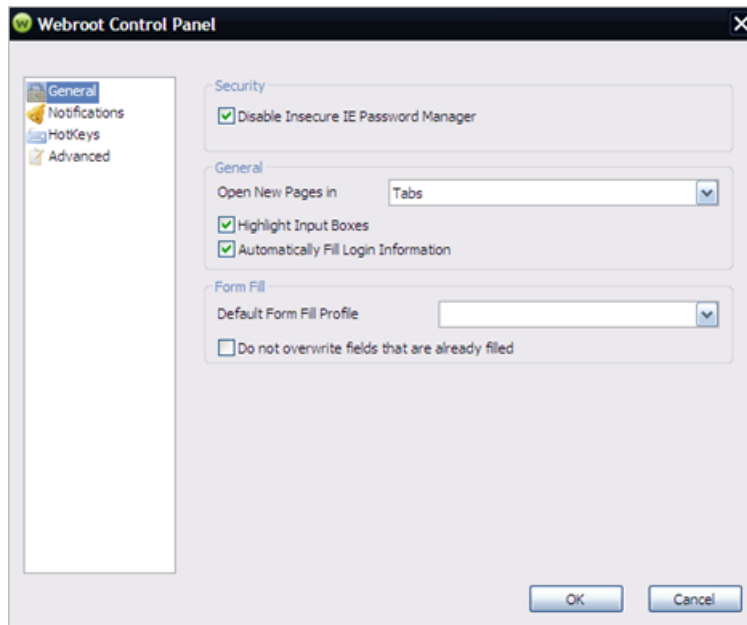 Webroot Control Panel
General
Notifications
HotKeys
Advanced
Security
Disable Insecure IE Password Manager
General
Open New Pages in Tabs
Highlight Input Boxes
Automatically Fill Login Information
Form Fill
Default Form Fill Profile
Do not overwrite fields that are already filled
OK Cancel